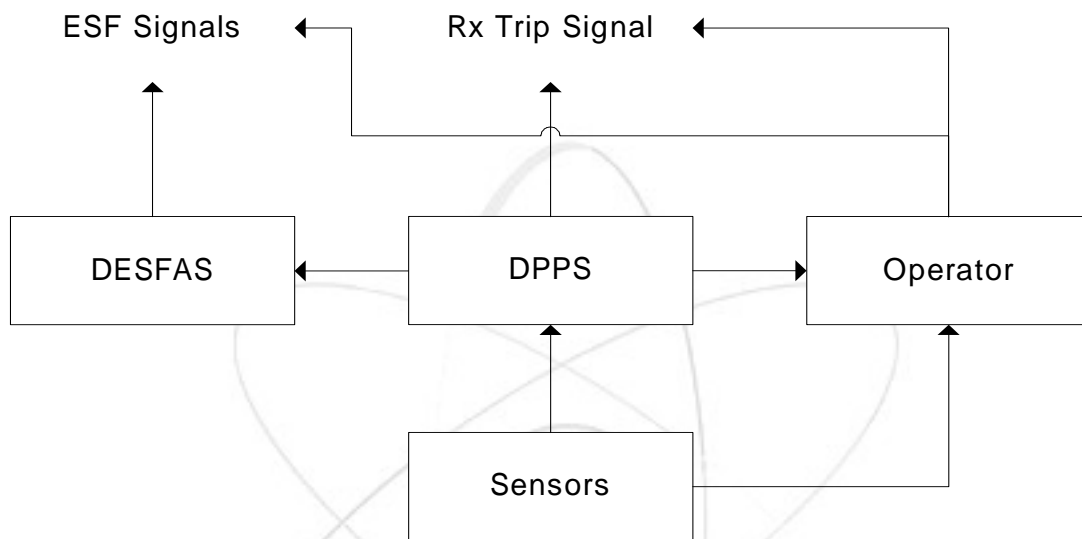 ESF Signals
Rx Trip Signal
DESFAS
DPPS
Operator
Sensors